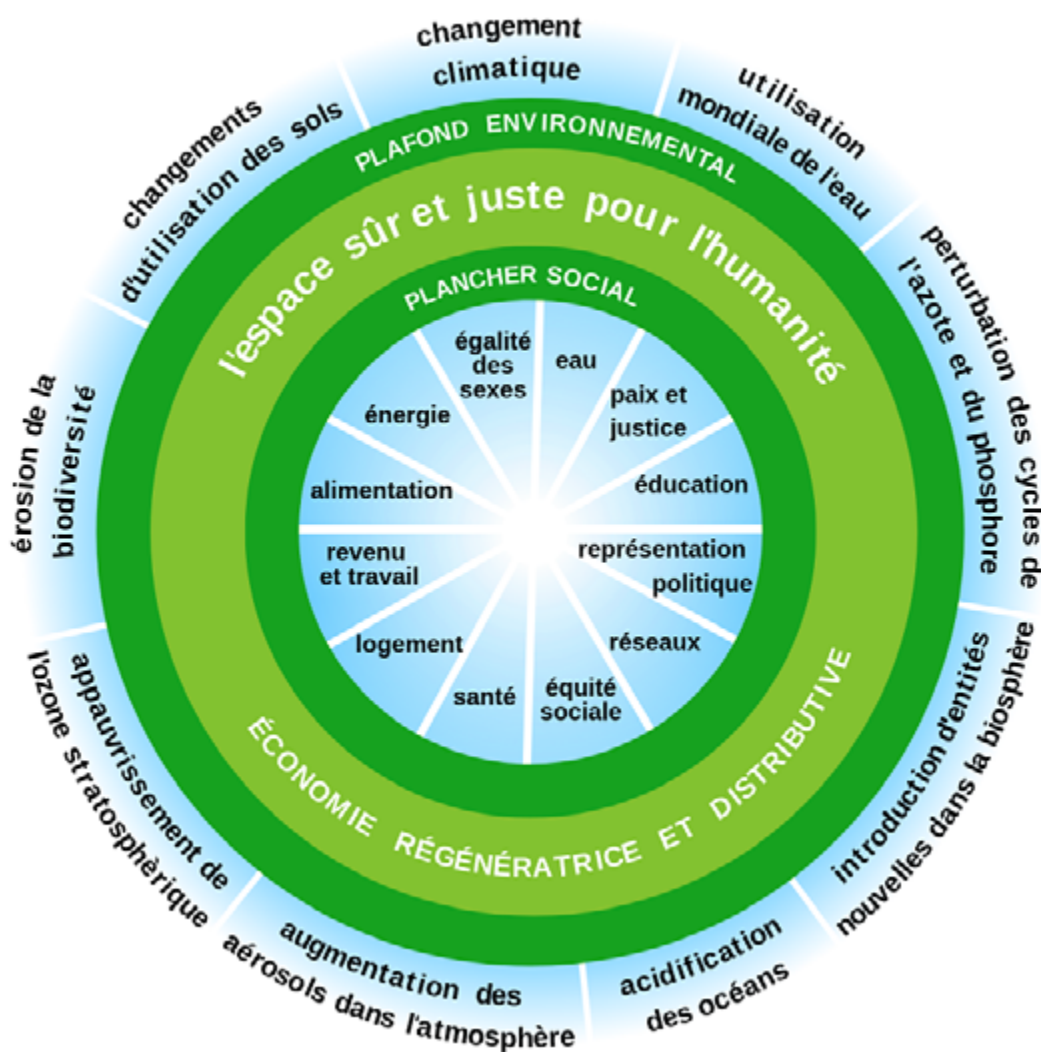 changement
climatique
utilisation
mondiale de l'eau
perturbation des cycles de
l'azote et du phosphore
introduction d'entités
nouvelles dans la biosphère
acidification
des océans
augmentation des
aérosols dans l'atmosphère
appauvrissement de
l'ozone stratosphèrique
érosion de la
biodiversité
changements
d'utilisation des sols
PLAFOND ENVIRONNEMENTAL
l'espace sûr et juste pour l'humanité
PLANCHER SOCIAL
égalité
des
sexes
eau
paix et
justice
éducation
représentation
politique
réseaux
équité
sociale
santé
logement
revenu
et travail
alimentation
énergie
ÉCONOMIE RÉGÉNÉRATRICE ET DISTRIBUTIVE